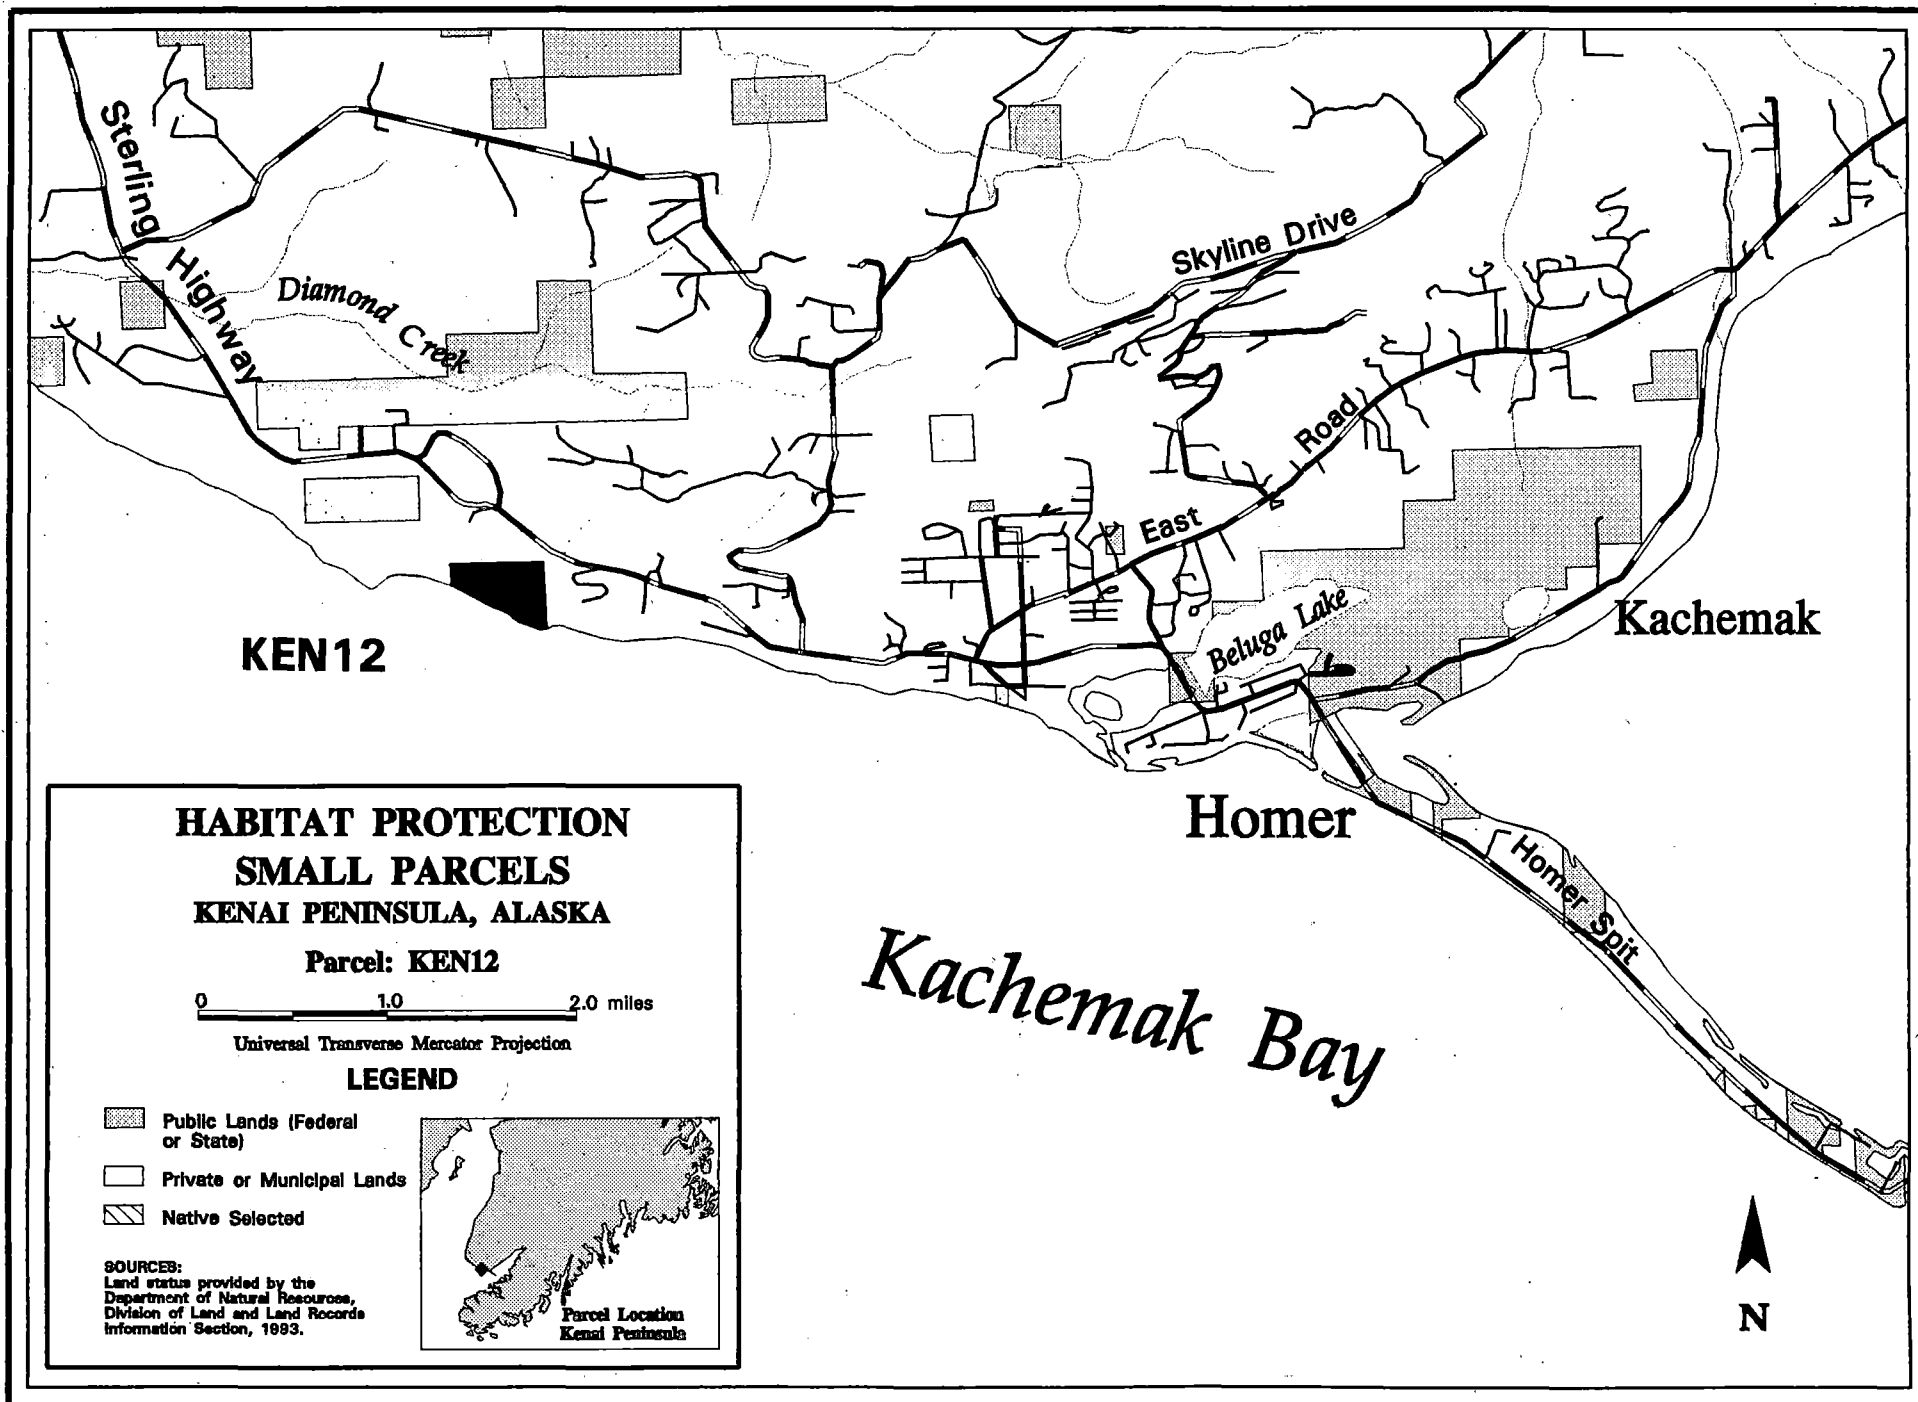 Sterling
Highway
Diamond Creek
Skyline Drive
East
Road
Beluga Lake
Kachemak
KEN12
Homer
Homer Spit
Kachemak Bay
HABITAT PROTECTION
SMALL PARCELS
KENAI PENINSULA, ALASKA
Parcel: KEN12
0 1.0 2.0 miles
Universal Transverse Mercator Projection
LEGEND
Public Lands (Federal
or State)
Private or Municipal Lands
Native Selected
SOURCES:
Land status provided by the
Department of Natural Resources,
Division of Land and Land Records
Information Section, 1993.
Parcel Location
Kenai Peninsula
N